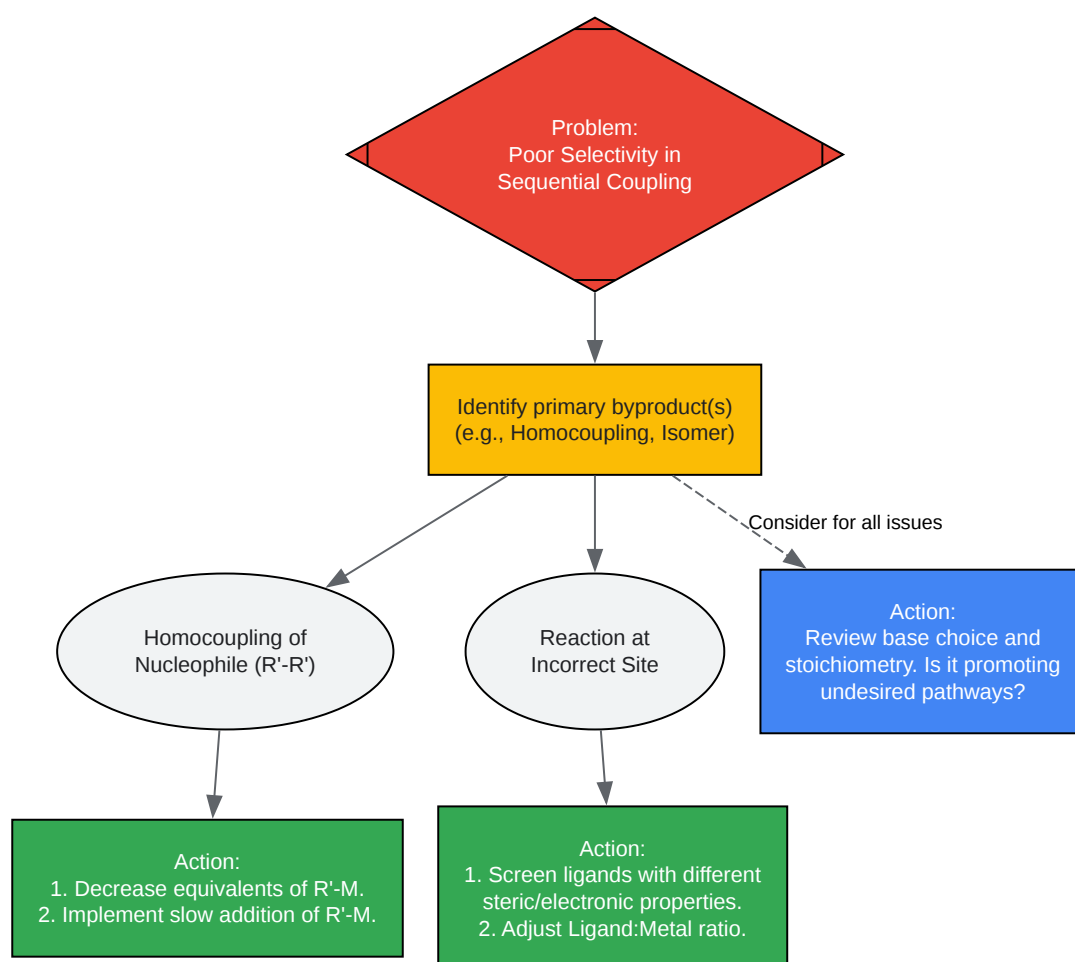 Problem:
Poor Selectivity in
Sequential Coupling
Identify primary byproduct(s)
(e.g., Homocoupling, Isomer)
Consider for all issues
Homocoupling of
Nucleophile (R'-R')
Reaction at
Incorrect Site
Action:
Review base choice and
stoichiometry. Is it promoting
undesired pathways?
Action:
1. Decrease equivalents of R'-M.
2. Implement slow addition of R'-M.
Action:
1. Screen ligands with different
steric/electronic properties.
2. Adjust Ligand:Metal ratio.